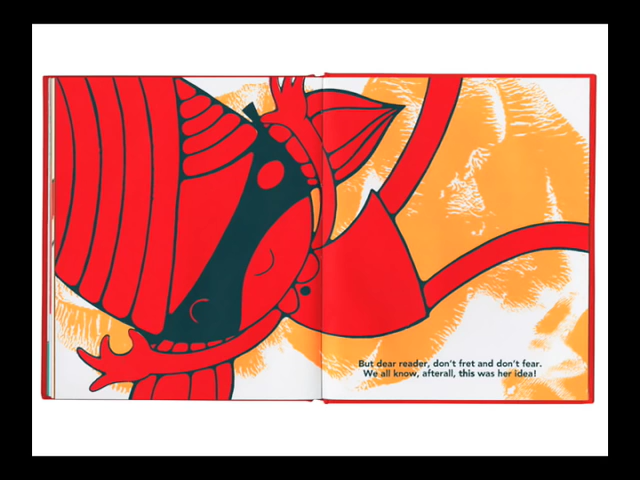 But dear reader, don't fret and don't fear.
We all know, afterall, this was her idea!